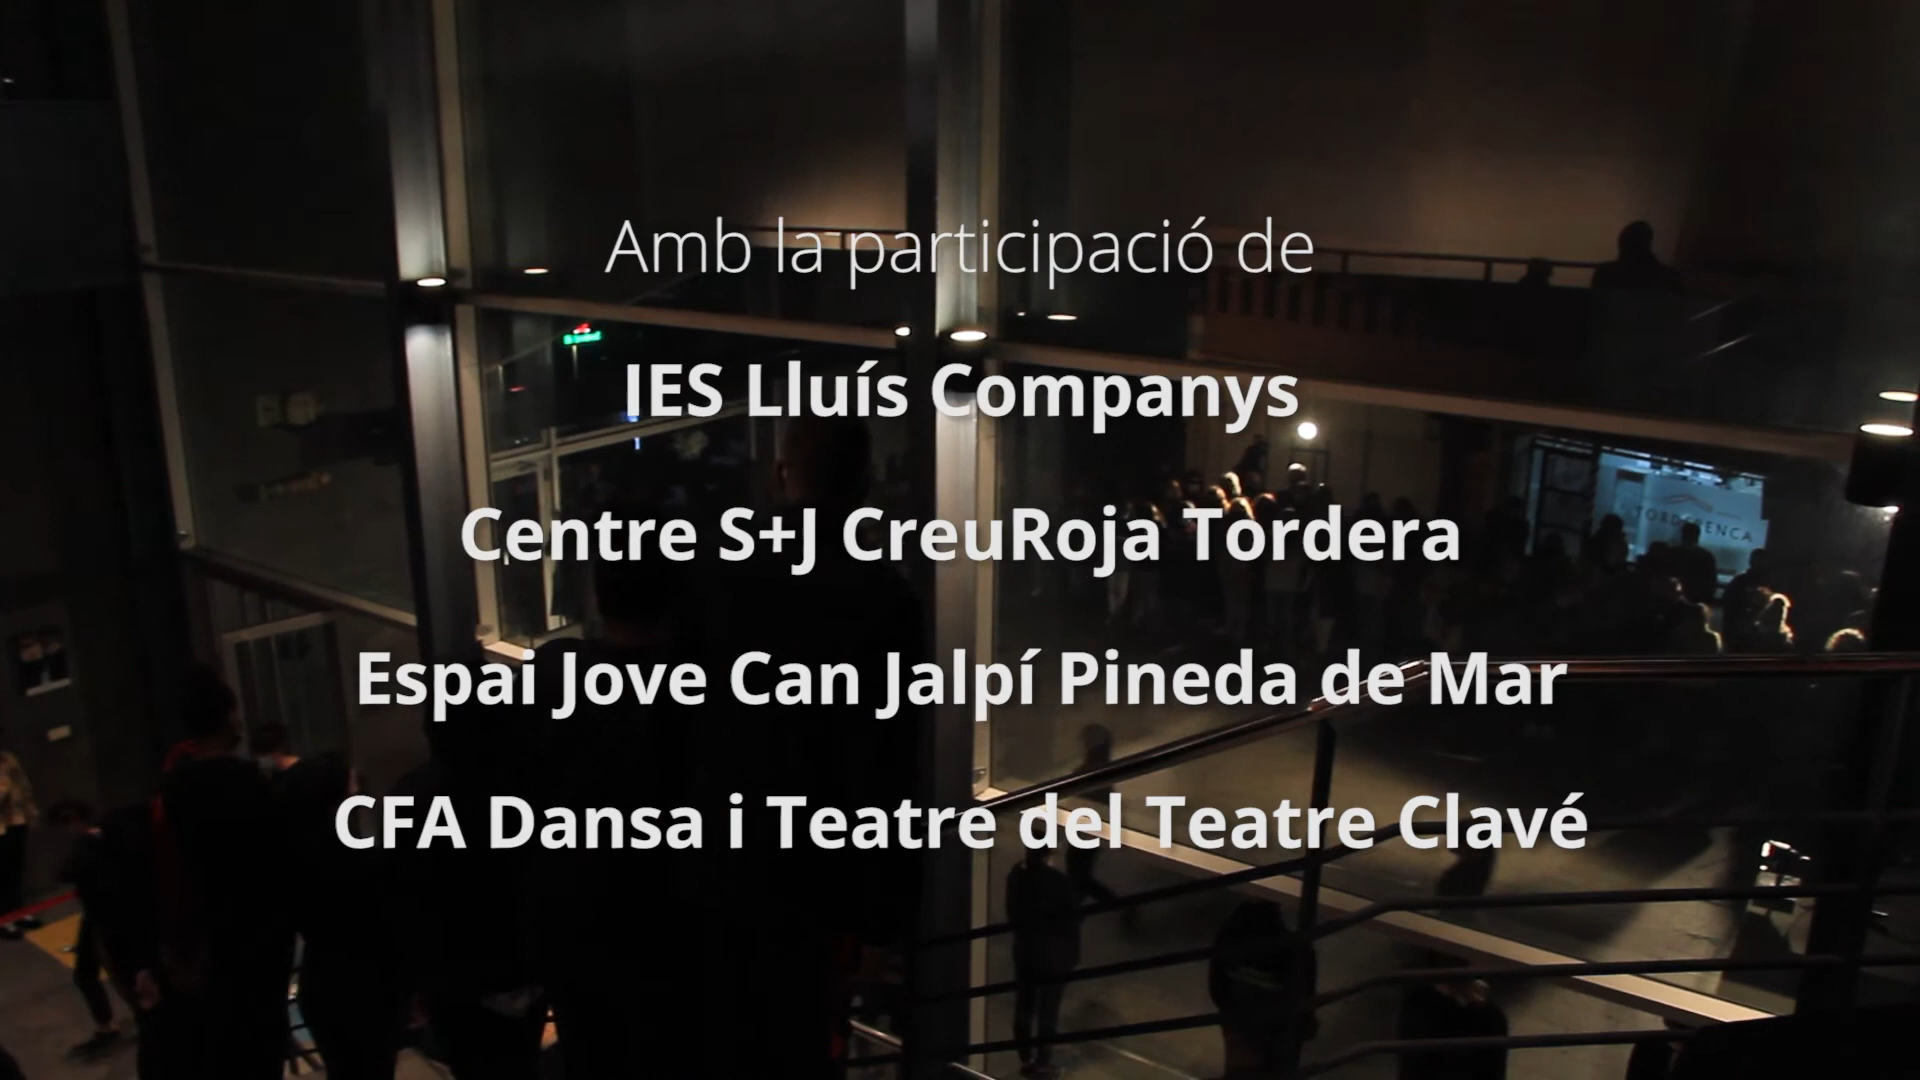 Amb la participació de
IES Lluís Companys
Centre S+J CreuRoja Tordera
Espai Jove Can Jalpí Pineda de Mar
CFA Dansa i Teatre del Teatre Clavé
TORDERENCA